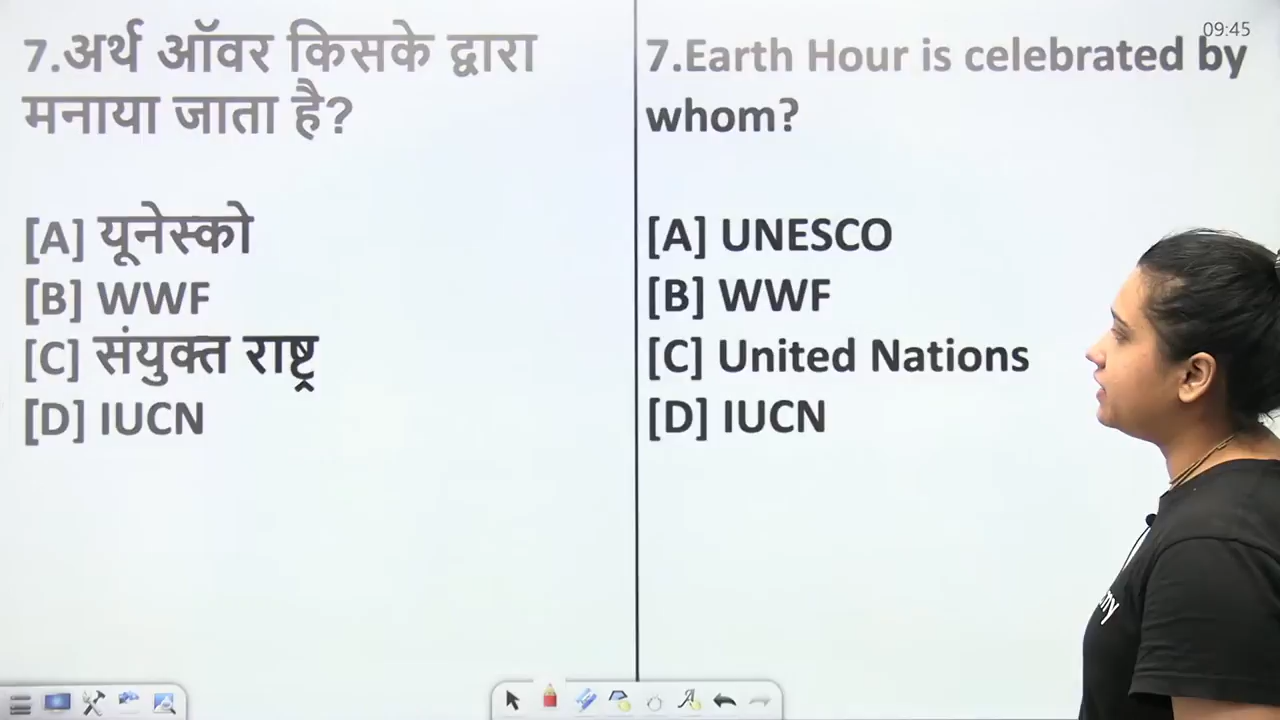 09:45
7.अर्थ ऑवर किसके द्वारा
मनाया जाता है?
[A] यूनेस्को
[B] WWF
[C] संयुक्त राष्ट्र
[D] IUCN
7.Earth Hour is celebrated by
whom?
[A] UNESCO
[B] WWF
[C] United Nations
[D] IUCN